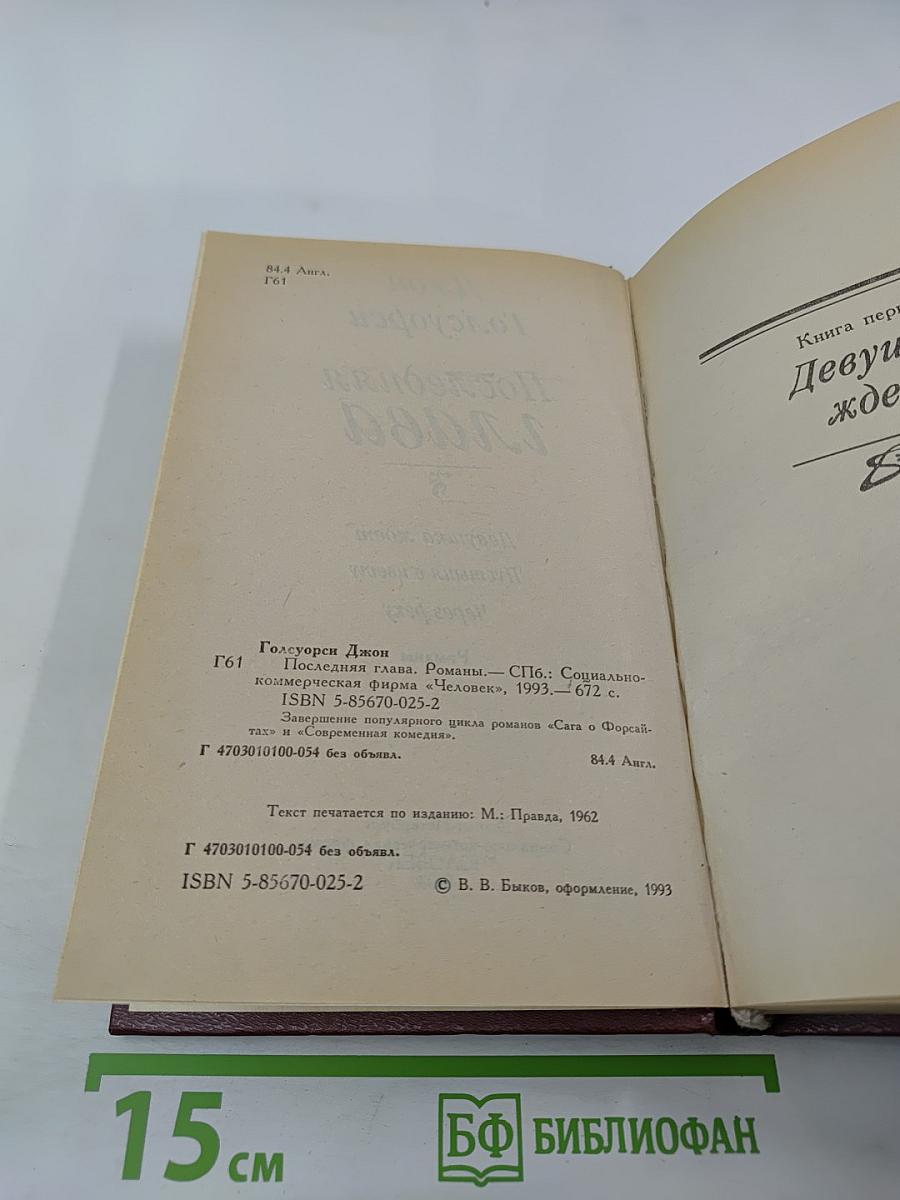 84.4 Англ.
Г61
Голсуорси Джон
Г61 Последняя глава. Романы.— СПб.: Социально-
коммерческая фирма «Человек», 1993.— 672 с.
ISBN 5-85670-025-2
Завершение популярного цикла романов «Сага о Форсай-
тах» и «Современная комедия».
Г 4703010100-054 без объявл. 84.4 Англ.
Текст печатается по изданию: М.: Правда, 1962
Г 4703010100-054 без объявл.
ISBN 5-85670-025-2 © В. В. Быков, оформление, 1993
Книга
15 см
БФ БИБЛИОФАН